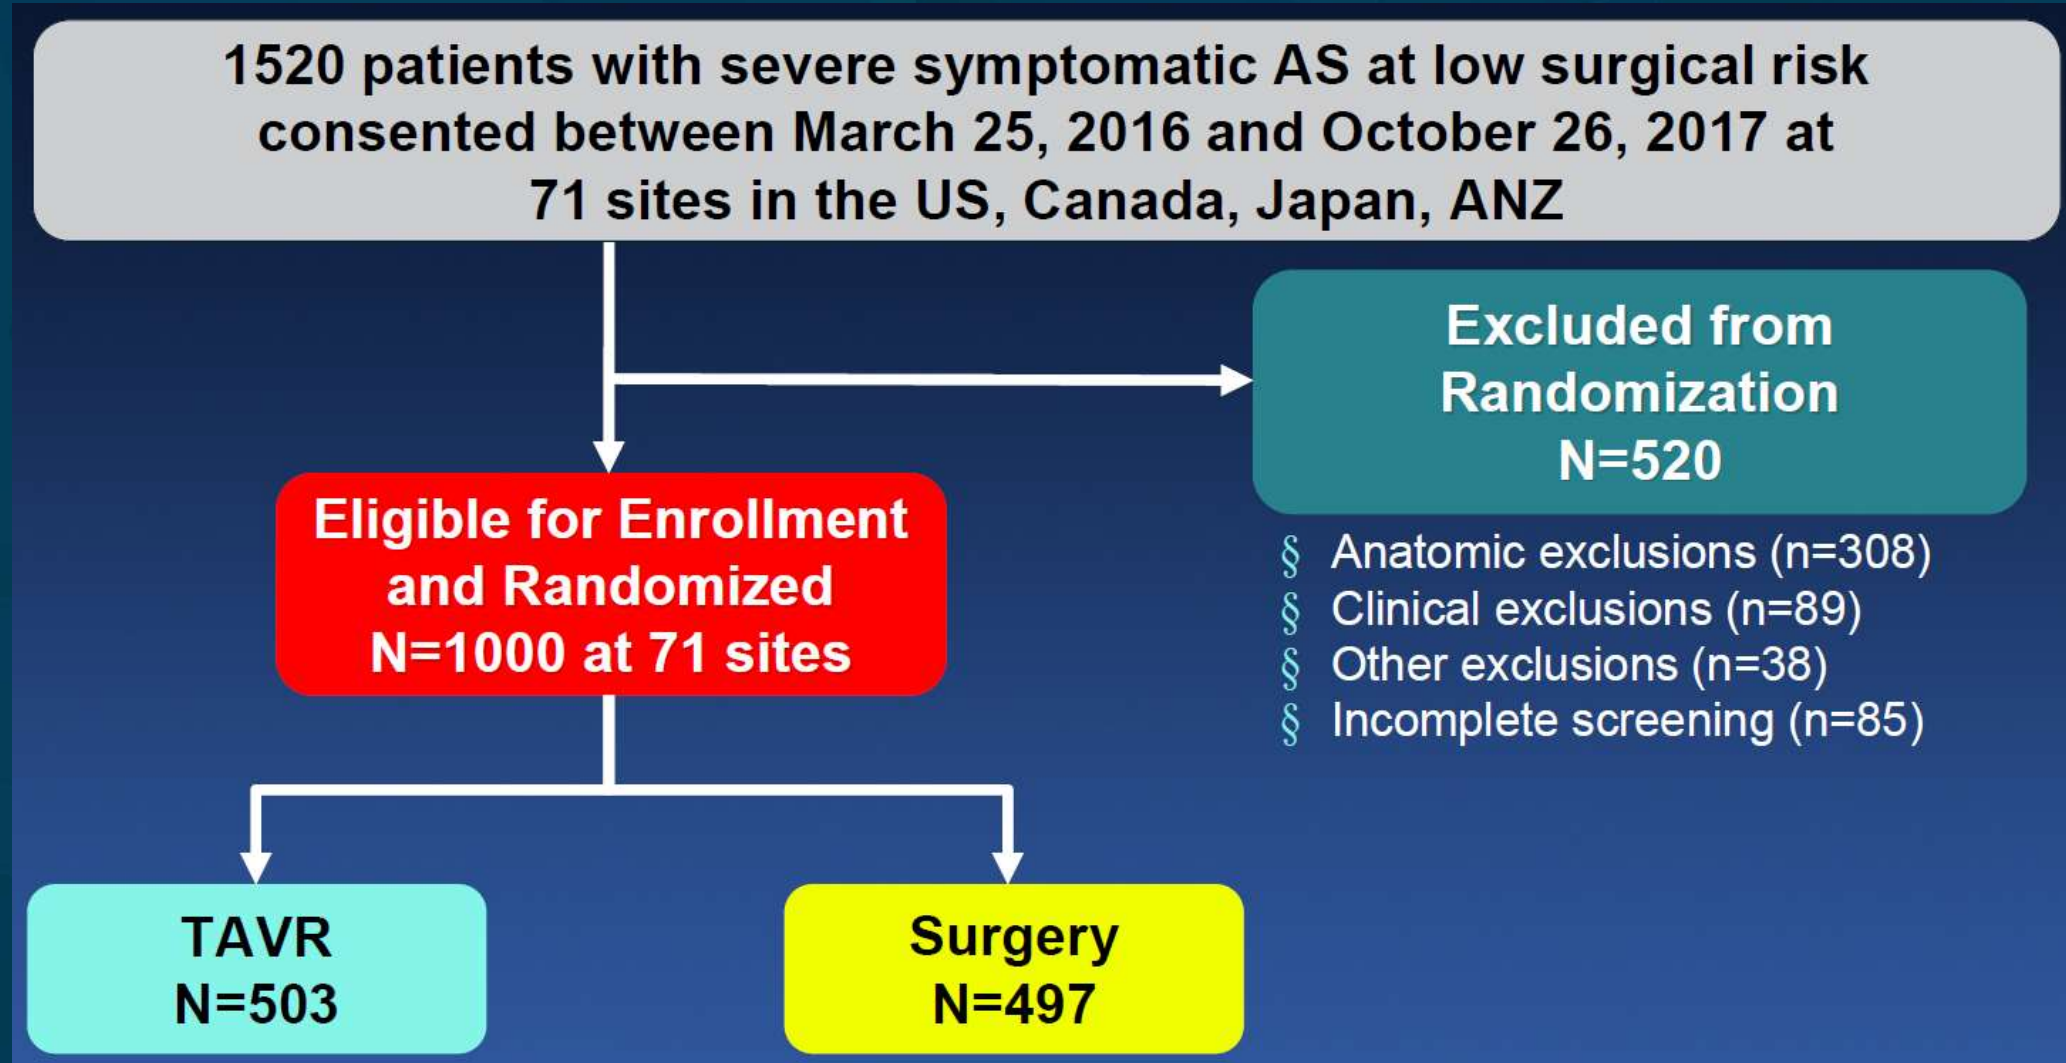 1520 patients with severe symptomatic AS at low surgical risk
consented between March 25, 2016 and October 26, 2017 at
71 sites in the US, Canada, Japan, ANZ
Excluded from
Randomization
N=520
§ Anatomic exclusions (n=308)
§ Clinical exclusions (n=89)
§ Other exclusions (n=38)
§ Incomplete screening (n=85)
Eligible for Enrollment
and Randomized
N=1000 at 71 sites
TAVR
N=503
Surgery
N=497